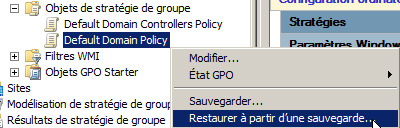 Objets de stratégie de groupe
Default Domain Controllers Policy
Default Domain Policy
Filtres WMI
Objets GPO Starter
Sites
Modélisation de stratégie de groupe
Résultats de stratégie de groupe
Configuration
Stratégies
Paramètres Window
Modifier...
État GPO
Sauvegarder...
Restaurer à partir d'une sauvegarde...